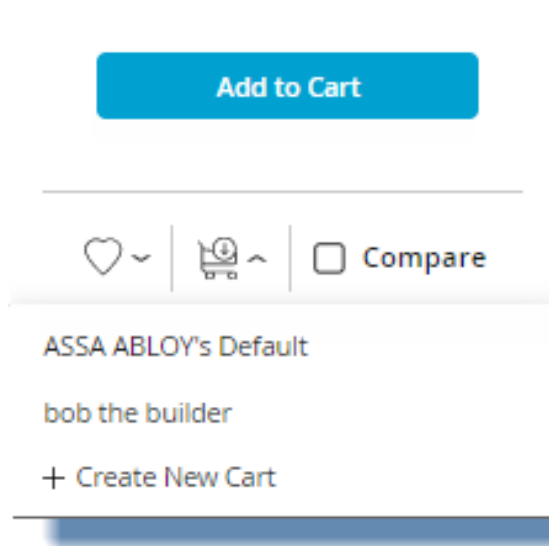 Add to Cart
Compare
ASSA ABLOY's Default
bob the builder
+ Create New Cart